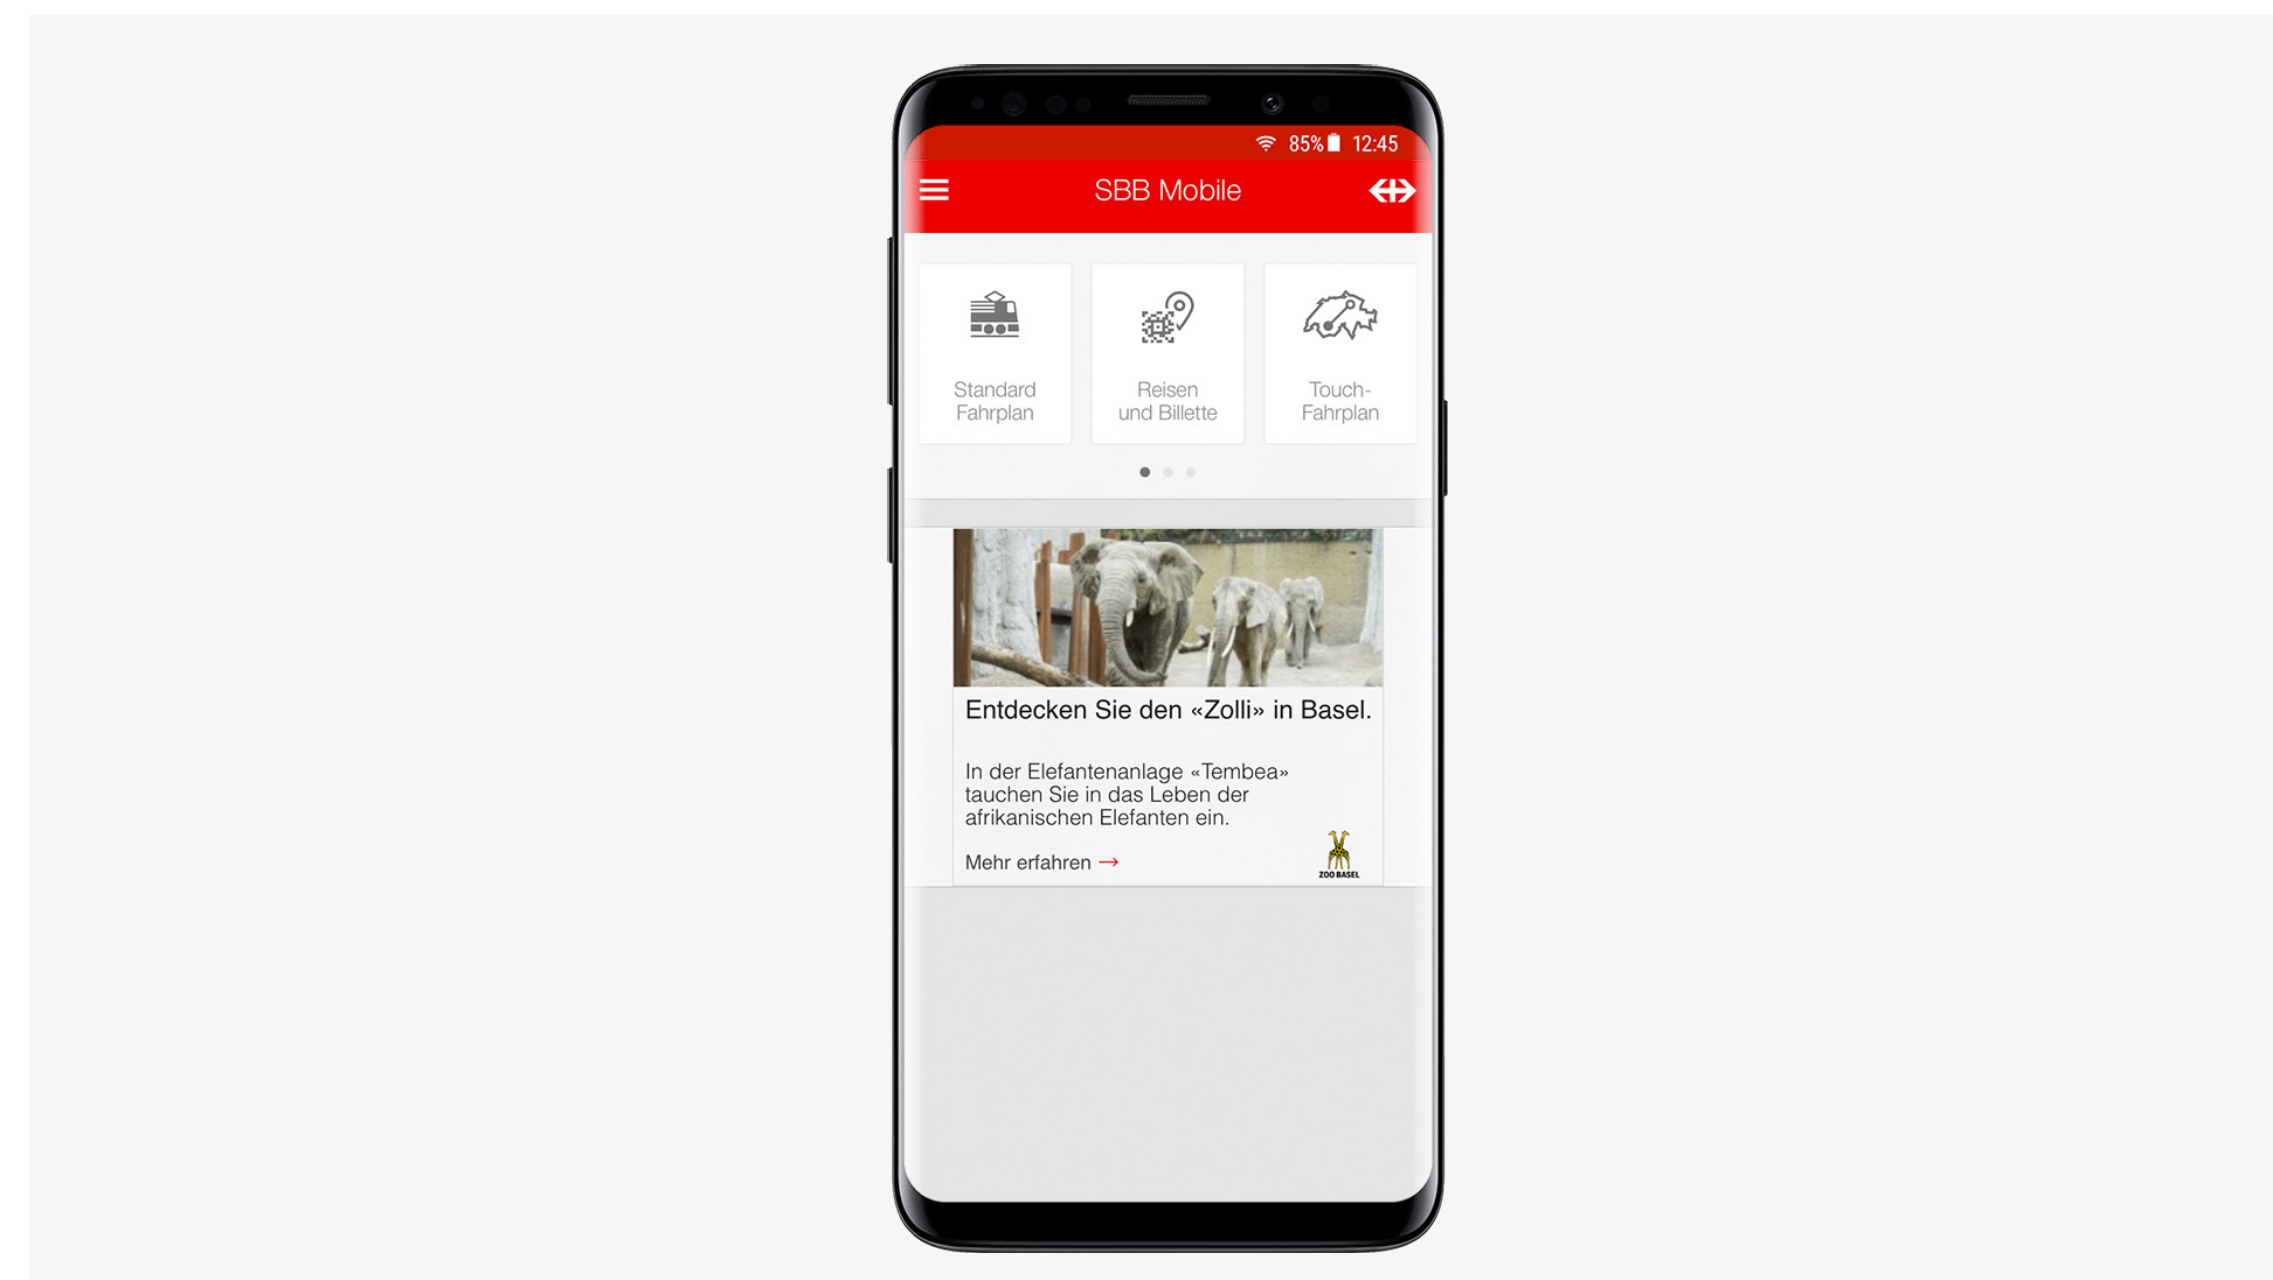 85% 12:45
SBB Mobile
Standard
Fahrplan
Reisen
und Billette
Touch-
Fahrplan
Entdecken Sie den «Zolli» in Basel.
In der Elefantenanlage «Tembea»
tauchen Sie in das Leben der
afrikanischen Elefanten ein.
Mehr erfahren →
ZOO BASEL